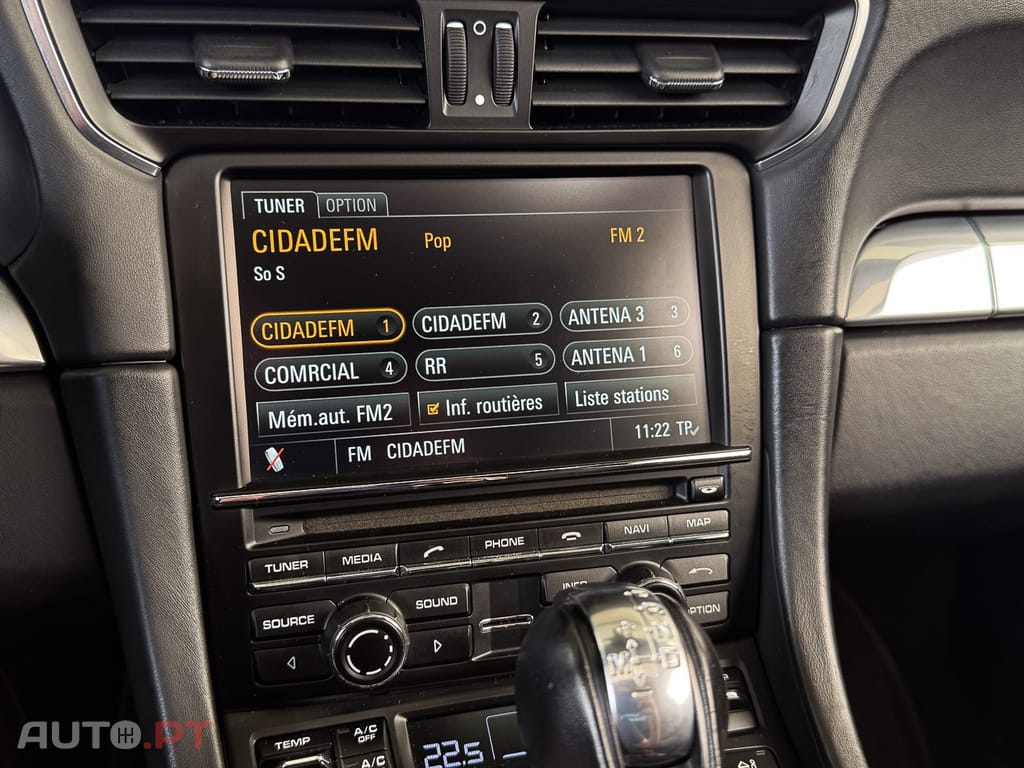 TUNER OPTION
CIDADEFM Pop FM 2
So S
CIDADEFM 1 CIDADEFM 2 ANTENA 3 3
COMRCIAL 4 RR 5 ANTENA 1 6
Mém.aut. FM2 Inf. routières Liste stations
FM CIDADEFM 11:22 TP
TUNER MEDIA PHONE NAVI MAP
SOURCE SOUND INFO OPTION
TEMP A/C OFF
22.5 A/C
AUTO.PT